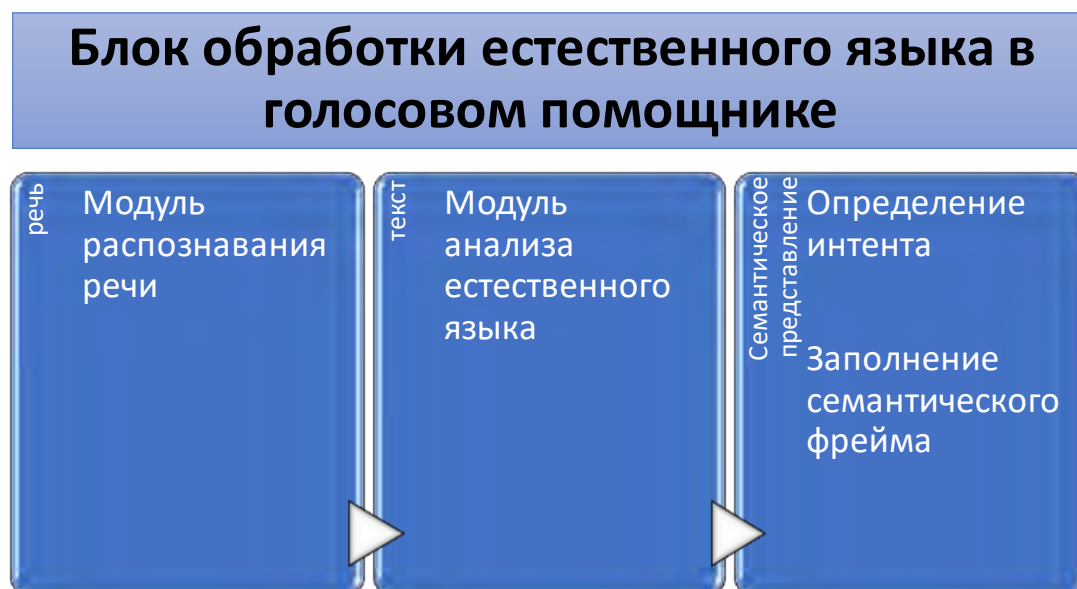 Блок обработки естественного языка в
голосовом помощнике
речь
Модуль
распознавания
речи
текст
Модуль
анализа
естественного
языка
Семантическое
представление
Определение
интента
Заполнение
семантического
фрейма